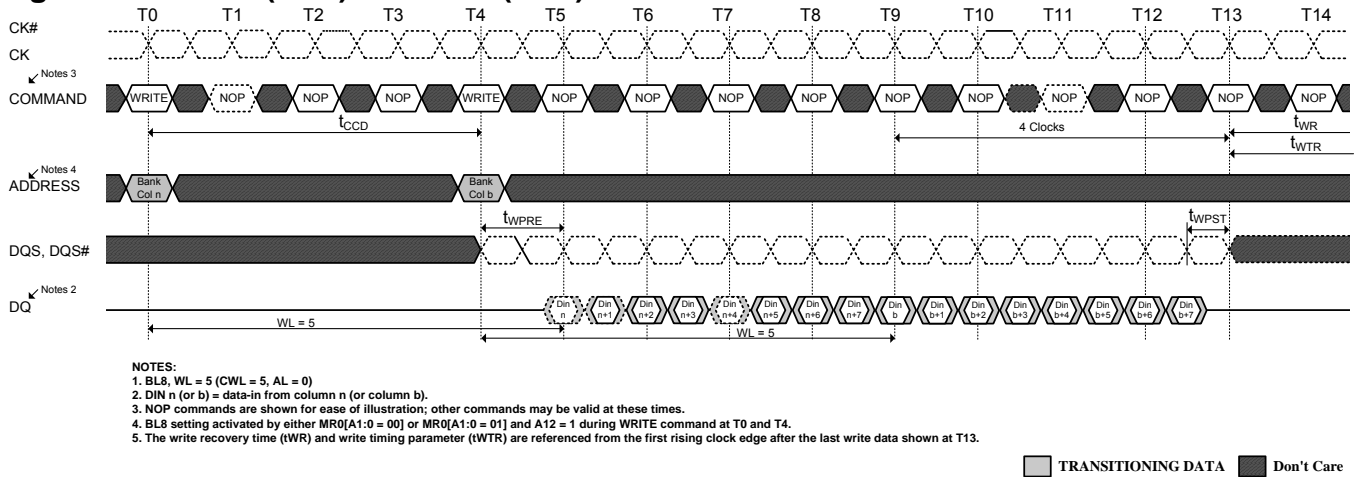 T0 T1 T2 T3 T4 T5 T6 T7 T8 T9 T10 T11 T12 T13 T14
CK#
CK
Notes 3
COMMAND
WRITE NOP NOP NOP WRITE NOP NOP NOP NOP NOP NOP NOP NOP NOP NOP
tCCD
4 Clocks
tWR
tWTR
Notes 4
ADDRESS
Bank Bank
Col n Col b
tWPRE
tWPST
DQS, DQS#
Notes 2
DQ
Din Din Din Din Din Din Din Din Din Din Din Din Din Din Din Din
n n+1 n+2 n+3 n+4 n+5 n+6 n+7 b b+1 b+2 b+3 b+4 b+5 b+6 b+7
WL = 5
WL = 5
NOTES:
1. BL8, WL = 5 (CWL = 5, AL = 0)
2. DIN n (or b) = data-in from column n (or column b).
3. NOP commands are shown for ease of illustration; other commands may be valid at these times.
4. BL8 setting activated by either MR0[A1:0 = 00] or MR0[A1:0 = 01] and A12 = 1 during WRITE command at T0 and T4.
5. The write recovery time (tWR) and write timing parameter (tWTR) are referenced from the first rising clock edge after the last write data shown at T13.
TRANSITIONING DATA
Don't Care